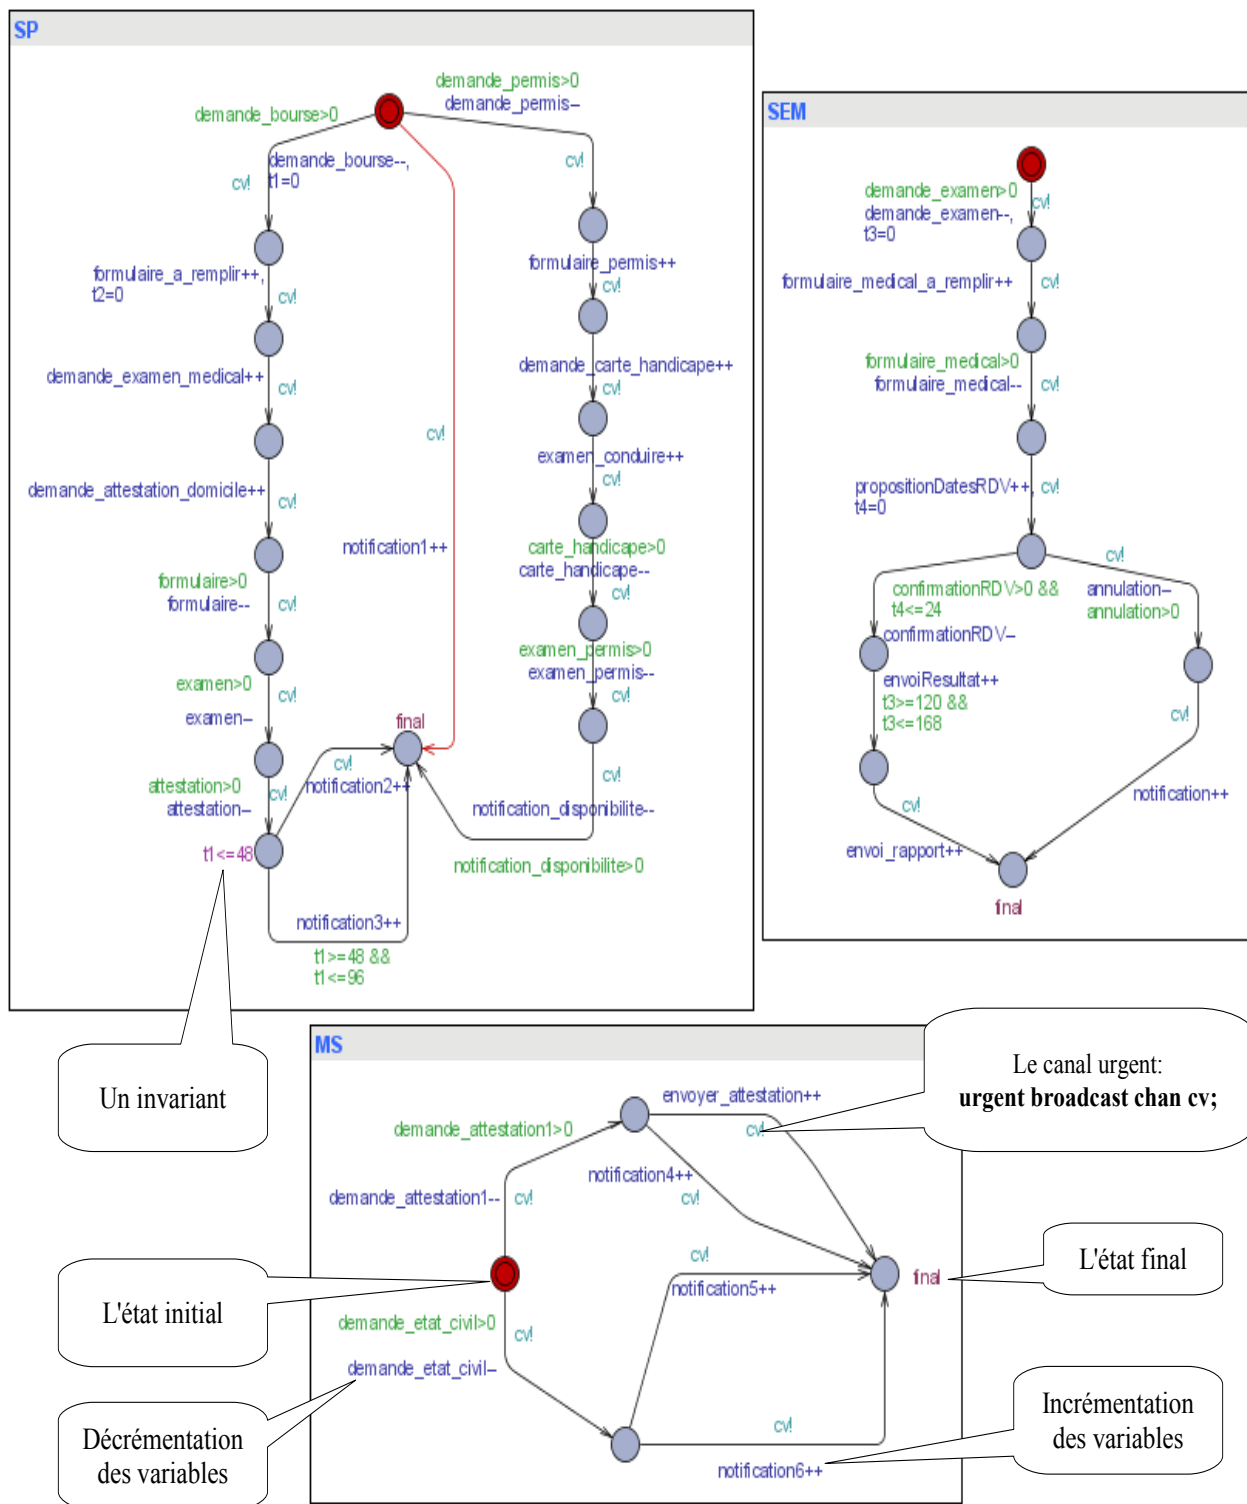 SP
demande_permis>0
demande_permis--
demande_bourse>0
cv!
demande_bourse--,
t1=0
cv!
formulaire_permis++
cv!
formulaire_a_remplir++,
t2=0
cv!
demande_carte_handicape++
cv!
demande_examen_medical++
cv!
cv!
examen_conduire++
cv!
demande_attestation_domicile++
cv!
notification1++
carte_handicape>0
carte_handicape--
cv!
formulaire>0
formulaire--
cv!
examen_permis>0
examen_permis--
cv!
examen>0
cv!
examen--
final
attestation>0
attestation--
cv!
cv!
notification2++
notification_disponibilite--
t1<=48
notification_disponibilite>0
notification3++
t1>=48 &&
t1<=96
SEM
demande_examen>0
cv!
demande_examen--,
t3=0
formulaire_medical_a_remplir++
cv!
formulaire_medical>0
formulaire_medical--
cv!
propositionDatesRDV++,
t4=0
cv!
cv!
confirmationRDV>0 &&
t4<=24
confirmationRDV--
annulation--
annulation>0
envoiResultat++
t3>=120 &&
t3<=168
cv!
cv!
notification++
envoi_rapport++
final
Un invariant
Le canal urgent:
urgent broadcast chan cv;
MS
envoyer_attestation++
cv!
demande_attestation1>0
notification4++
cv!
demande_attestation1--
cv!
cv!
notification5++
final
L'état final
L'état initial
demande_etat_civil>0
cv!
demande_etat_civil--
cv!
notification6++
Décrémentation
des variables
Incrémentation
des variables